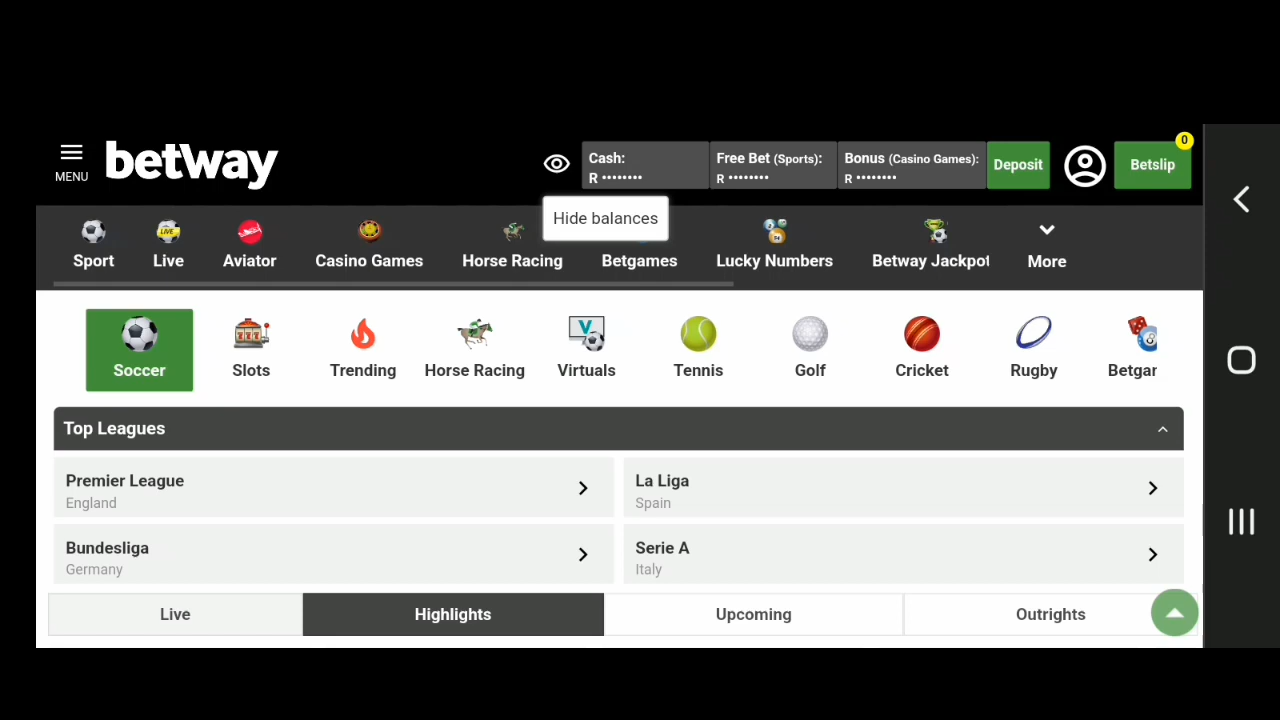 MENU
betway
Cash:
R ••••••••
Free Bet (Sports):
R ••••••••
Bonus (Casino Games):
R ••••••••
Deposit
0
Betslip
Hide balances
Sport
LIVE
Live
Aviator
Casino Games
Horse Racing
Betgames
Lucky Numbers
Betway Jackpot
More
Soccer
Slots
Trending
Horse Racing
V
Virtuals
Tennis
Golf
Cricket
Rugby
Betgar
Top Leagues
Premier League
England
La Liga
Spain
Bundesliga
Germany
Serie A
Italy
Live
Highlights
Upcoming
Outrights